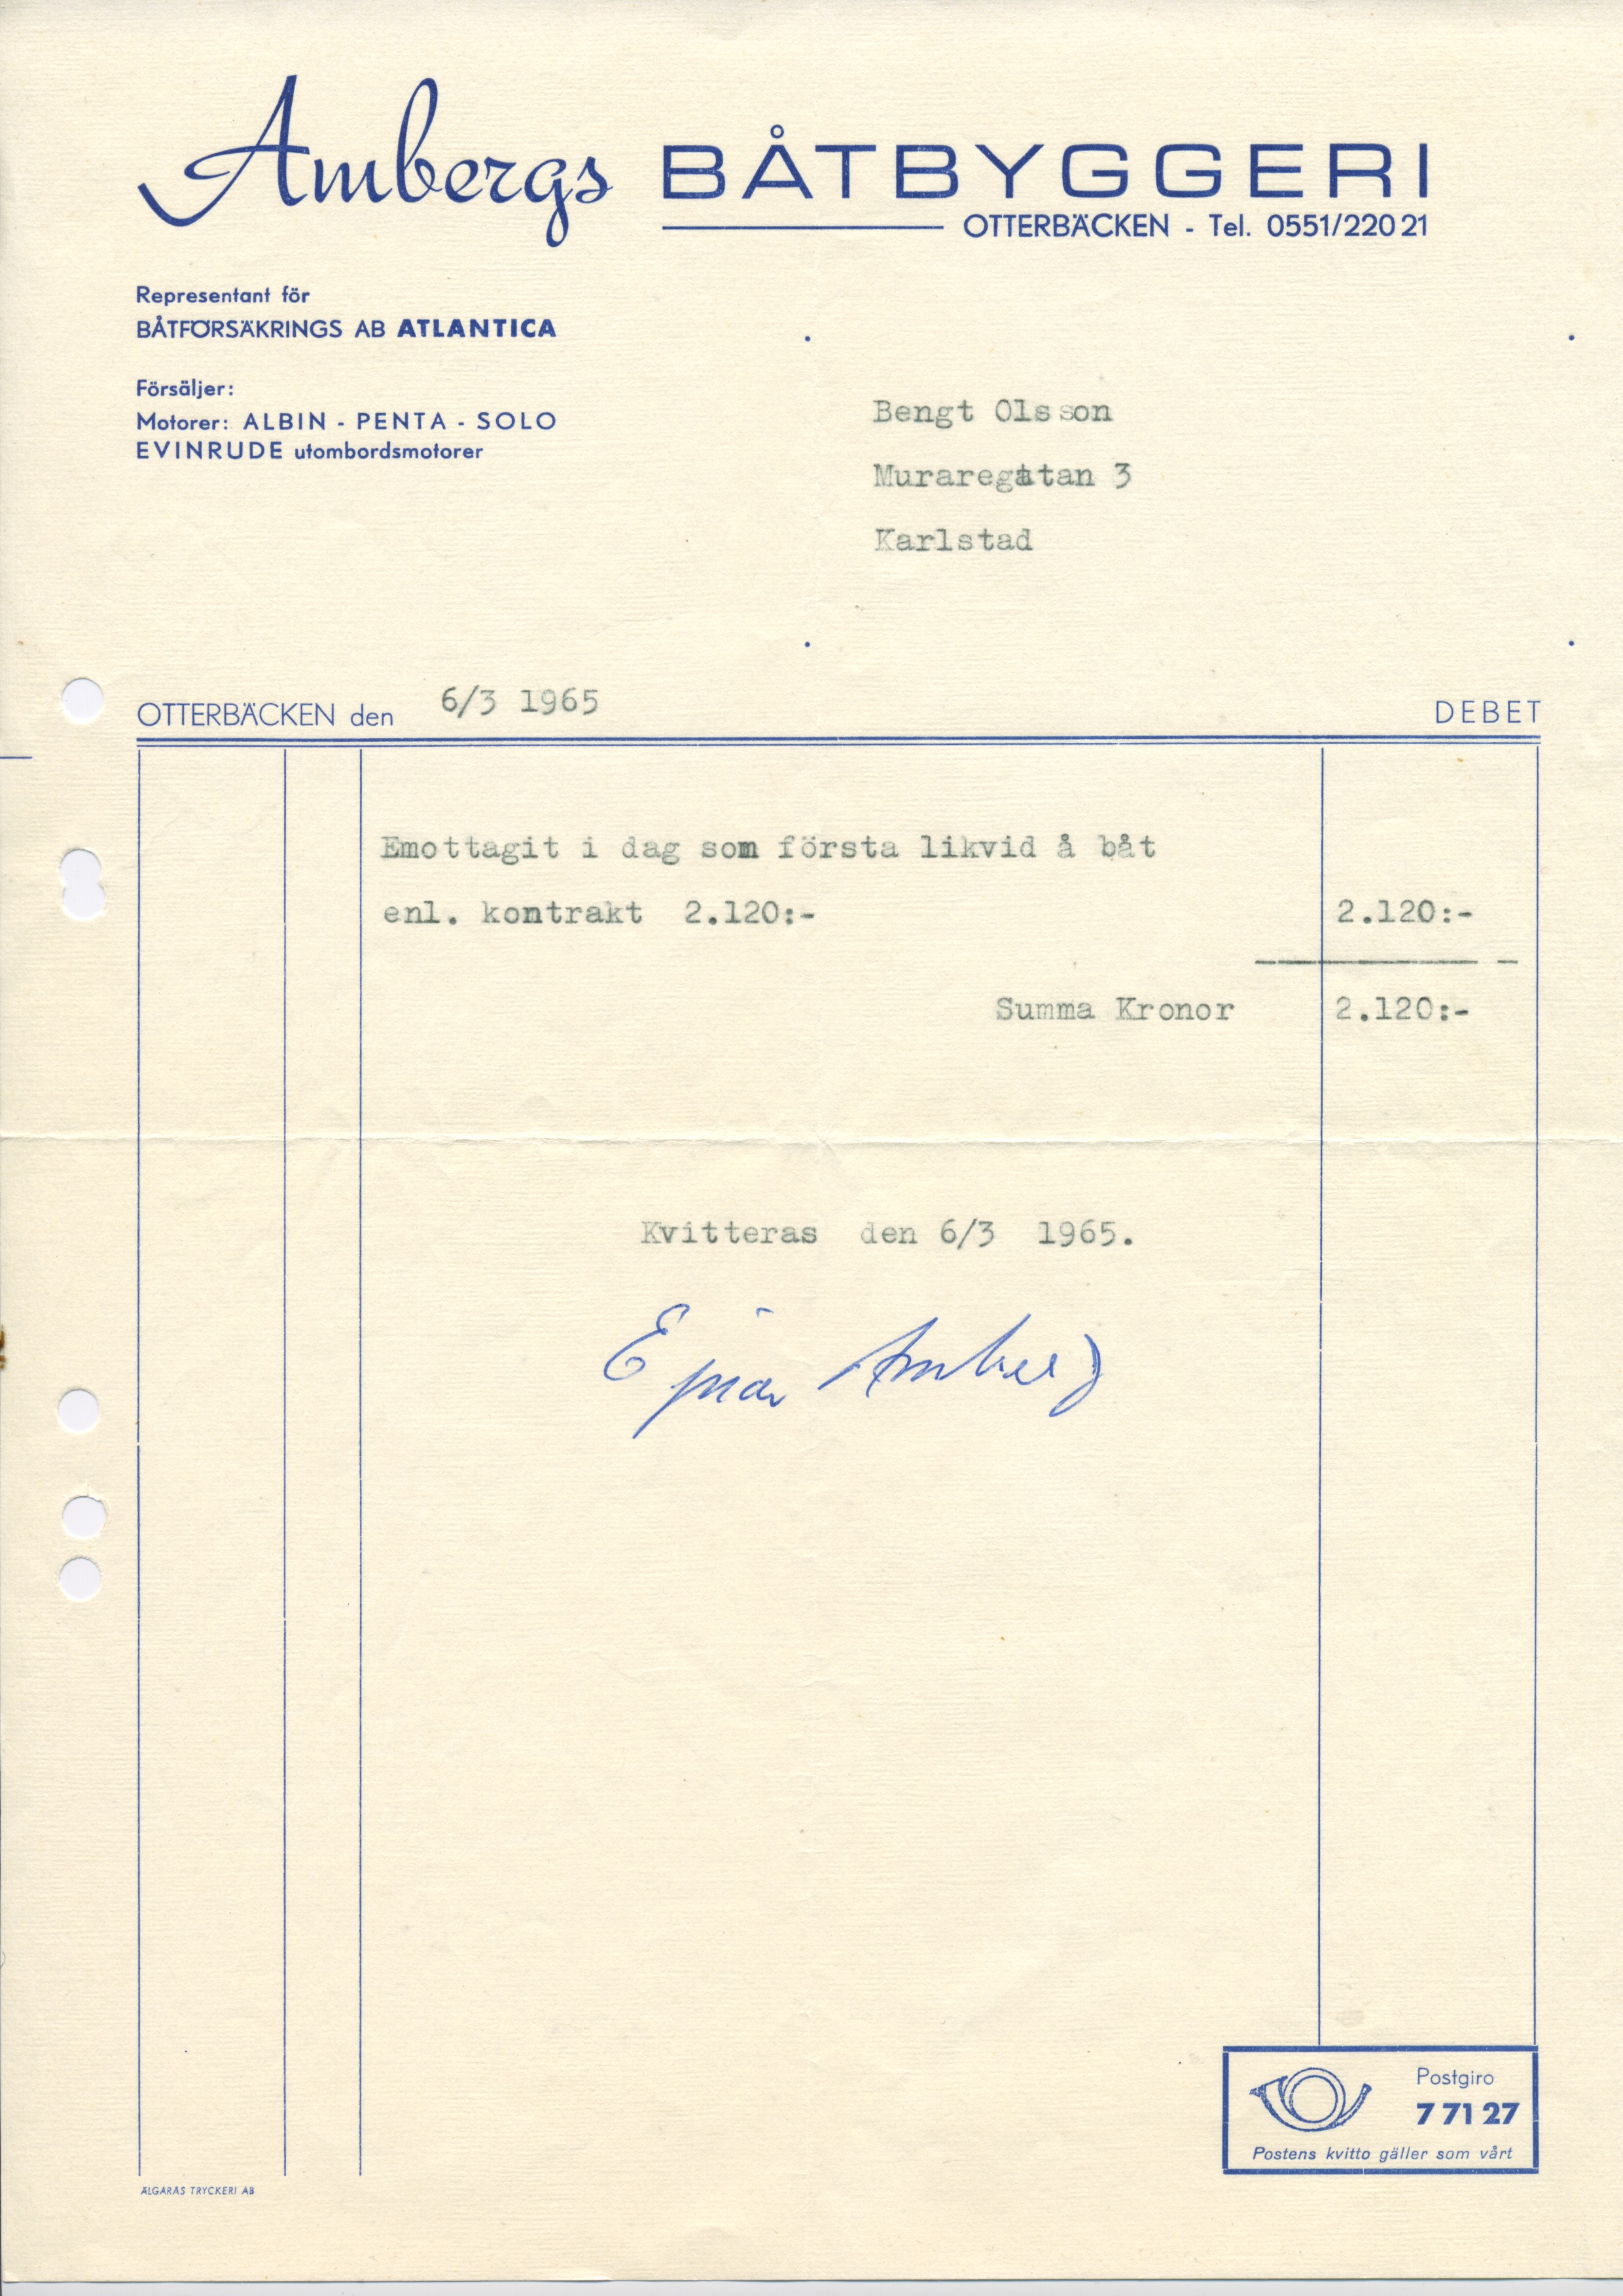 Ambergs BÅTBYGGERI
OTTERBÄCKEN - Tel. 0551/220 21
Representant för
BÅTFÖRSÄKRINGS AB ATLANTICA
Försäljer:
Motorer: ALBIN - PENTA - SOLO
EVINRUDE utombordsmotorer
Bengt Olsson
Muraregatan 3
Karlstad
OTTERBÄCKEN den 6/3 1965
DEBET
Emottagit i dag som första likvid å båt
enl. kontrakt 2.120:- 2.120:-
Summa Kronor 2.120:-
Kvitteras den 6/3 1965.
Ejnar Amberg
Postgiro
7 71 27
Postens kvitto gäller som vårt
ÄLGARÅS TRYCKERI AB